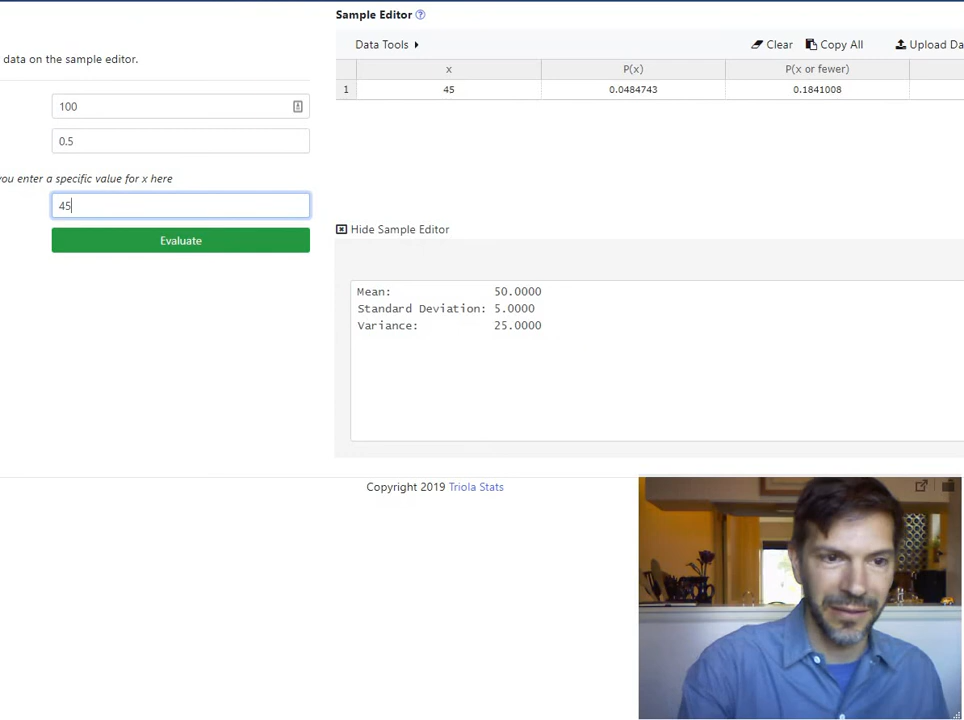 Sample Editor
data on the sample editor.
Data Tools
Clear
Copy All
Upload Da
x P(x) P(x or fewer)
1 45 0.0484743 0.1841008
100
0.5
you enter a specific value for x here
45
Evaluate
Hide Sample Editor
Mean: 50.0000
Standard Deviation: 5.0000
Variance: 25.0000
Copyright 2019 Triola Stats